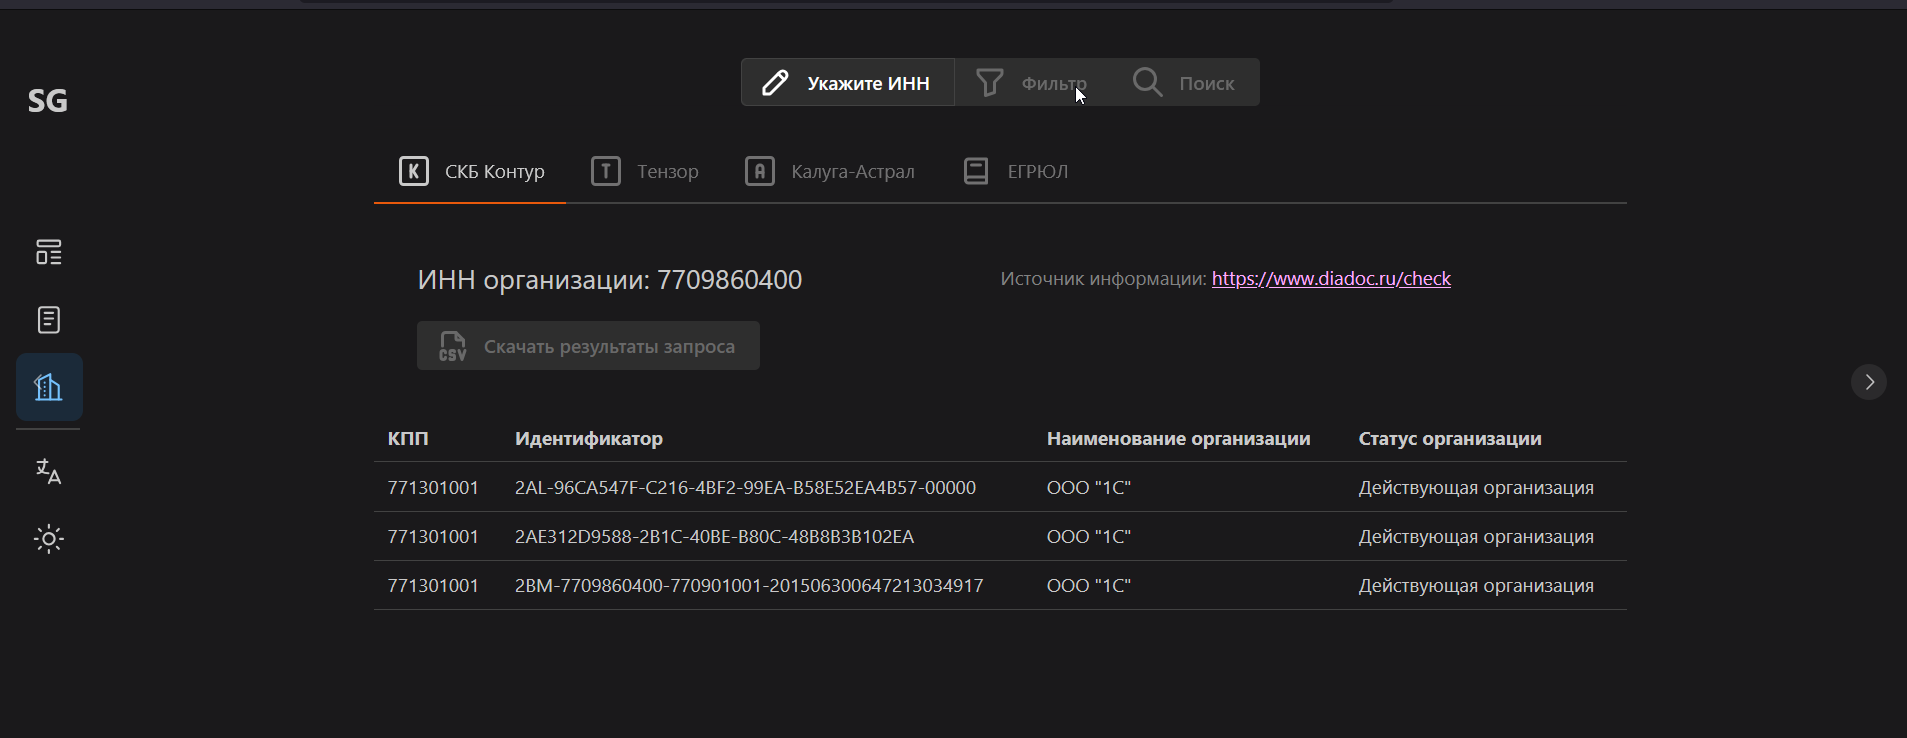 SG
Укажите ИНН Фильтр Поиск
K СКБ Контур T Тензор A Калуга-Астрал ЕГРЮЛ
ИНН организации: 7709860400 Источник информации: https://www.diadoc.ru/check
CSV Скачать результаты запроса
КПП Идентификатор Наименование организации Статус организации
771301001 2AL-96CA547F-C216-4BF2-99EA-B58E52EA4B57-00000 ООО "1С" Действующая организация
771301001 2AE312D9588-2B1C-40BE-B80C-48B8B3B102EA ООО "1С" Действующая организация
771301001 2BM-7709860400-770901001-201506300647213034917 ООО "1С" Действующая организация